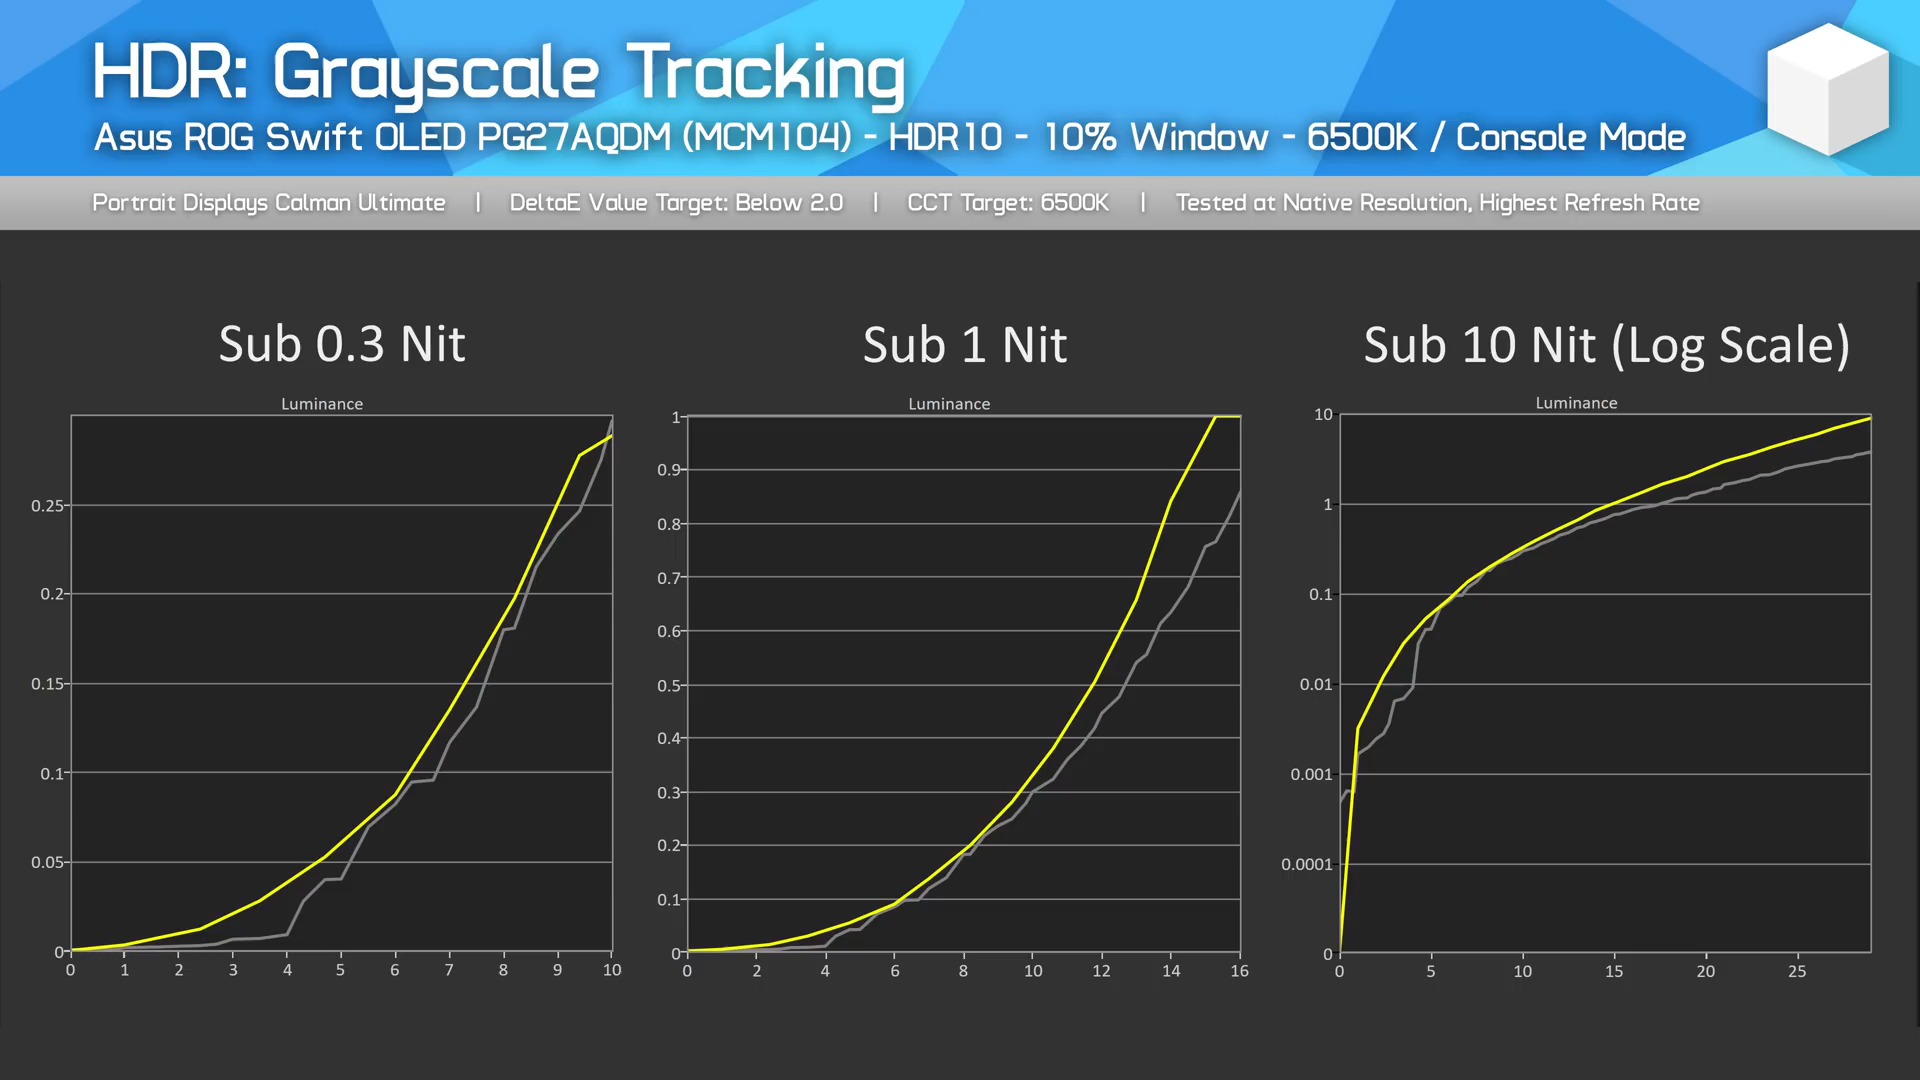 HDR: Grayscale Tracking
Asus ROG Swift OLED PG27AQDM (MCM104) - HDR10 - 10% Window - 6500K / Console Mode
Portrait Displays Calman Ultimate | DeltaE Value Target: Below 2.0 | CCT Target: 6500K | Tested at Native Resolution, Highest Refresh Rate
Sub 0.3 Nit
Luminance
0.25
0.2
0.15
0.1
0.05
0
0 1 2 3 4 5 6 7 8 9 10
Sub 1 Nit
Luminance
1
0.9
0.8
0.7
0.6
0.5
0.4
0.3
0.2
0.1
0
0 2 4 6 8 10 12 14 16
Sub 10 Nit (Log Scale)
Luminance
10
1
0.1
0.01
0.001
0.0001
0
0 5 10 15 20 25